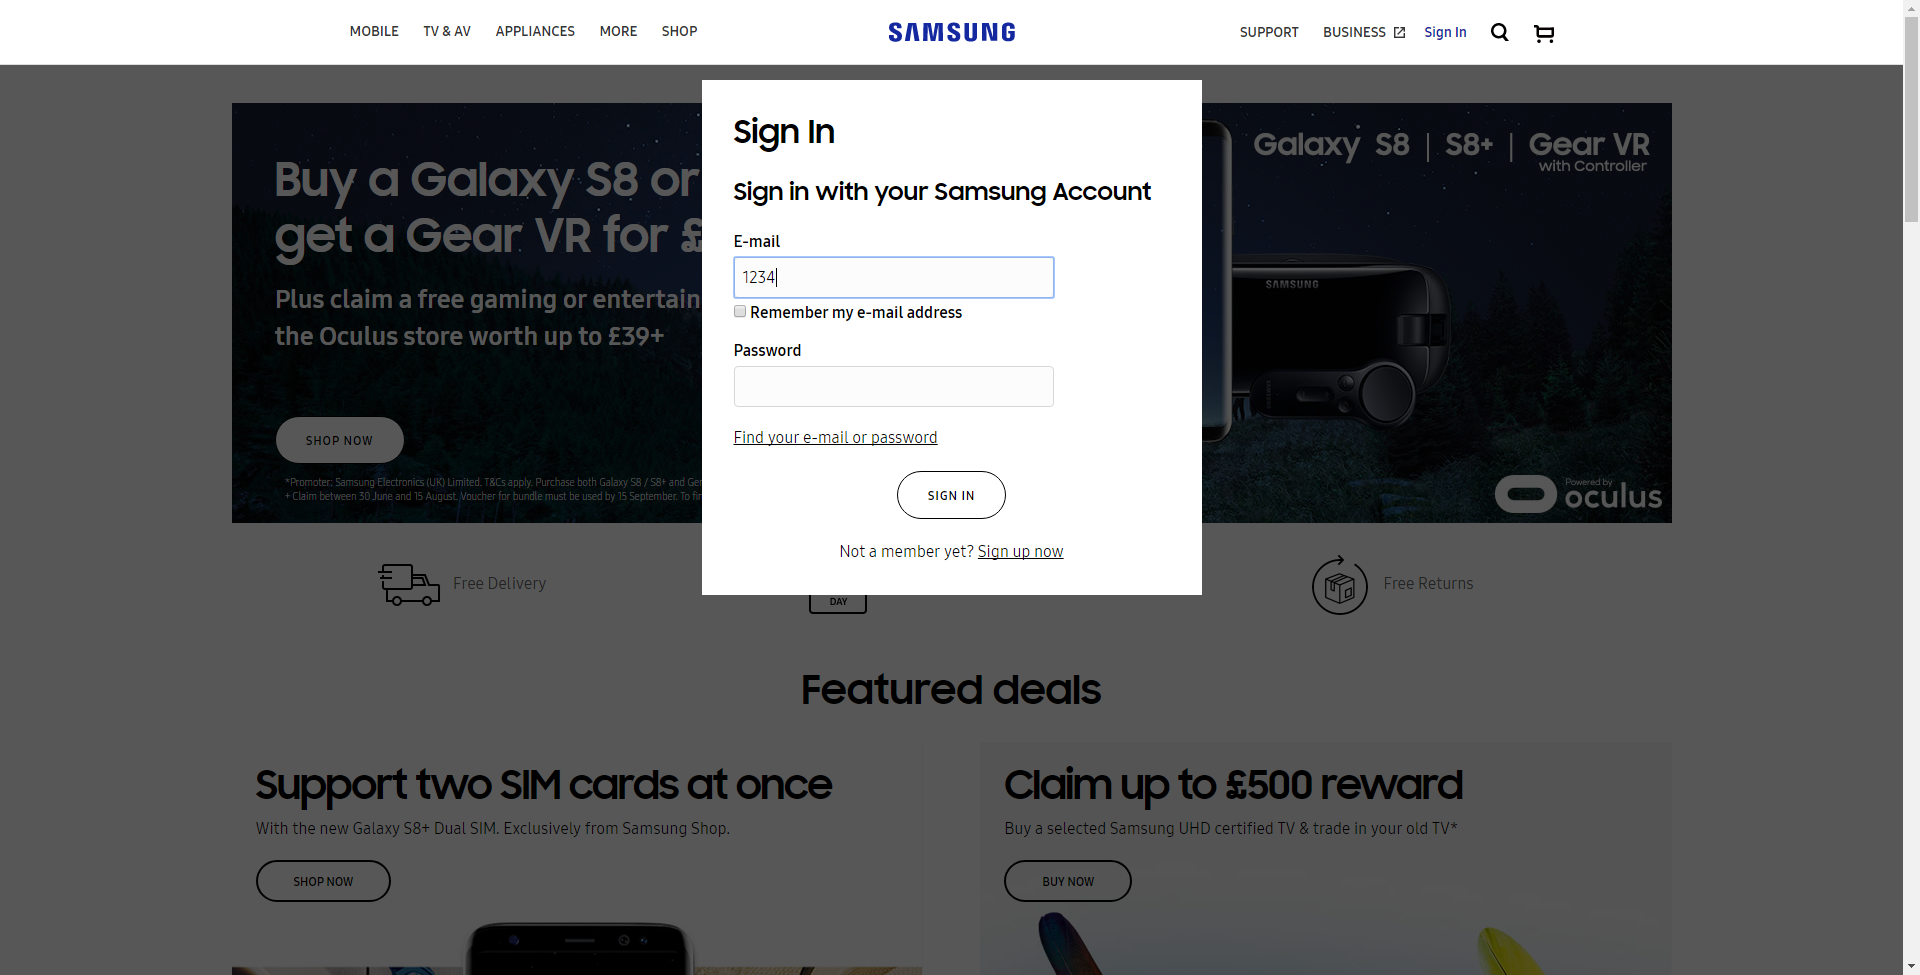 MOBILE TV & AV APPLIANCES MORE SHOP SAMSUNG SUPPORT BUSINESS Sign In
Sign In
Sign in with your Samsung Account
E-mail
1234
Remember my e-mail address
Password
Find your e-mail or password
SIGN IN
Not a member yet? Sign up now
Buy a Galaxy S8 or
get a Gear VR for £
Plus claim a free gaming or entertain
the Oculus store worth up to £39+
SHOP NOW
*Promoter: Samsung Electronics (UK) Limited. T&Cs apply. Purchase both Galaxy S8 / S8+ and Ger
+ Claim between 30 June and 15 August. Voucher for bundle must be used by 15 September. To fin
Galaxy S8 | S8+ | Gear VR
with Controller
SAMSUNG
SAMSUNG
Powered by
oculus
Free Delivery
DAY
Free Returns
Featured deals
Support two SIM cards at once
With the new Galaxy S8+ Dual SIM. Exclusively from Samsung Shop.
SHOP NOW
Claim up to £500 reward
Buy a selected Samsung UHD certified TV & trade in your old TV*
BUY NOW